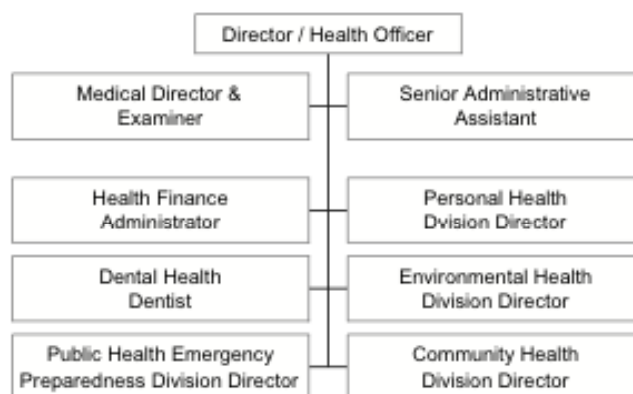 Director / Health Officer
Medical Director &
Examiner
Senior Administrative
Assistant
Health Finance
Administrator
Personal Health
Dvision Director
Dental Health
Dentist
Environmental Health
Division Director
Public Health Emergency
Preparedness Division Director
Community Health
Division Director